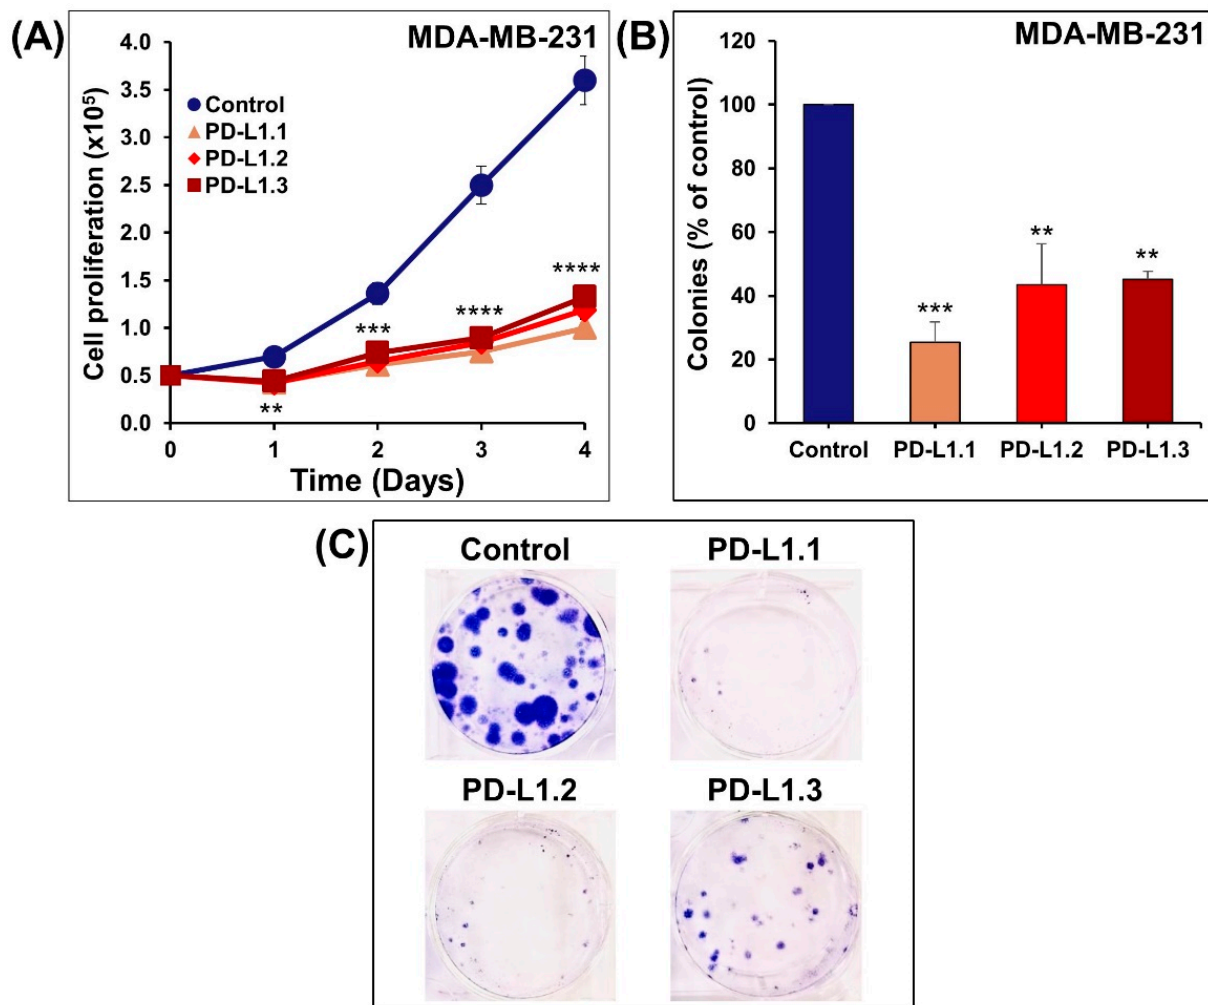 (A)
MDA-MB-231
Cell proliferation (x10⁵)
4.0
3.5
3.0
2.5
2.0
1.5
1.0
0.5
0.0
Control
PD-L1.1
PD-L1.2
PD-L1.3
**
***
****
****
0 1 2 3 4
Time (Days)
(B)
MDA-MB-231
Colonies (% of control)
120
100
80
60
40
20
0
***
**
**
Control PD-L1.1 PD-L1.2 PD-L1.3
(C)
Control PD-L1.1
PD-L1.2 PD-L1.3